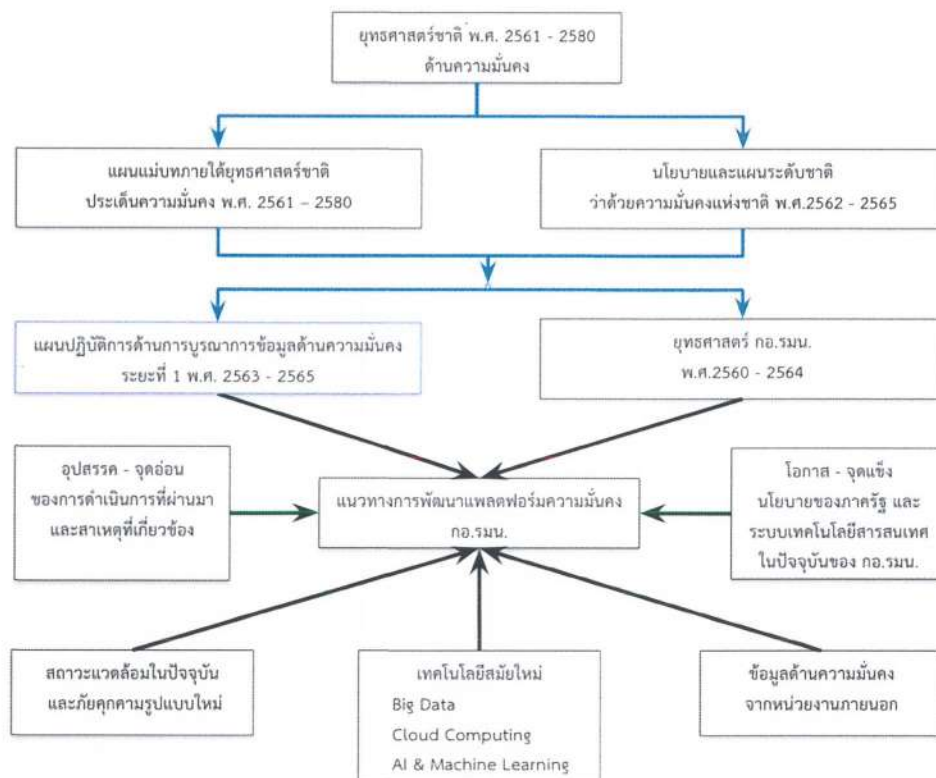 ยุทธศาสตร์ชาติ พ.ศ. 2561 - 2580
ด้านความมั่นคง
แผนแม่บทภายใต้ยุทธศาสตร์ชาติ
ประเด็นความมั่นคง พ.ศ. 2561 – 2580
นโยบายและแผนระดับชาติ
ว่าด้วยความมั่นคงแห่งชาติ พ.ศ.2562 - 2565
แผนปฏิบัติการด้านการบูรณาการข้อมูลด้านความมั่นคง
ระยะที่ 1 พ.ศ. 2563 - 2565
ยุทธศาสตร์ กอ.รมน.
พ.ศ.2560 - 2564
อุปสรรค - จุดอ่อน
ของการดำเนินการที่ผ่านมา
และสาเหตุที่เกี่ยวข้อง
แนวทางการพัฒนาแพลตฟอร์มความมั่นคง
กอ.รมน.
โอกาส - จุดแข็ง
นโยบายของภาครัฐ และ
ระบบเทคโนโลยีสารสนเทศ
ในปัจจุบันของ กอ.รมน.
สถาวะแวดล้อมในปัจจุบัน
และภัยคุกคามรูปแบบใหม่
เทคโนโลยีสมัยใหม่
Big Data
Cloud Computing
AI & Machine Learning
ข้อมูลด้านความมั่นคง
จากหน่วยงานภายนอก